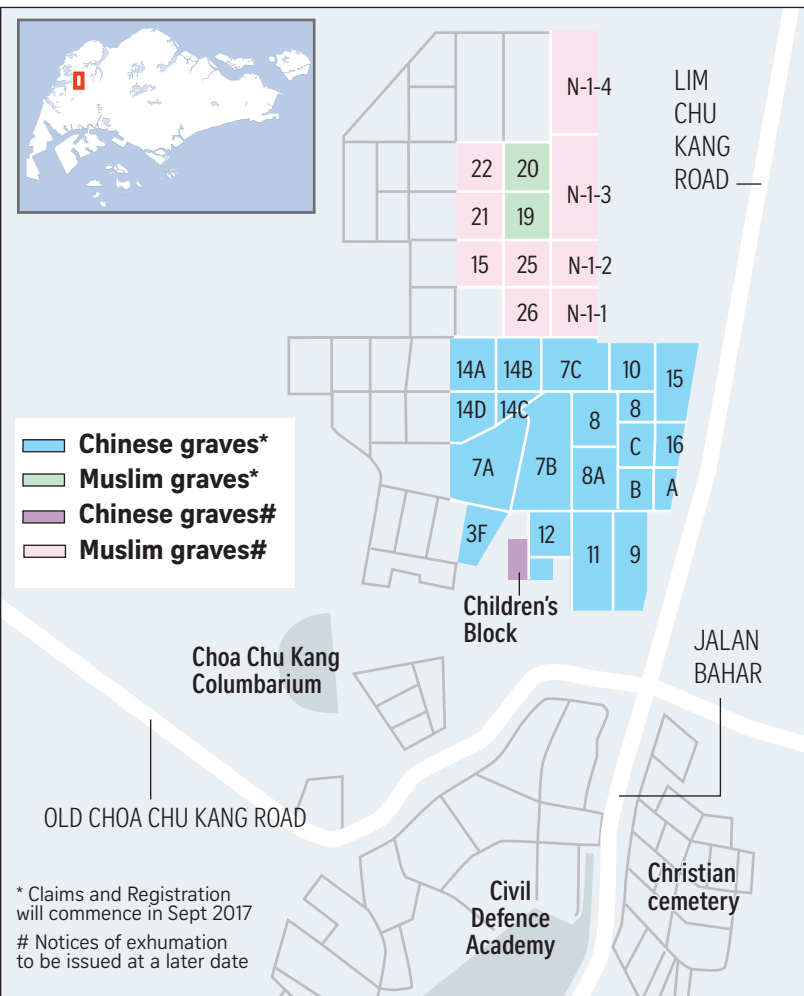 N-1-4
LIM
CHU
KANG
ROAD
22
20
N-1-3
21
19
15
25
N-1-2
26
N-1-1
14A
14B
7C
10
15
14D
14C
8
8
16
7A
7B
C
8A
B
A
3F
12
11
9
Chinese graves*
Muslim graves*
Chinese graves#
Muslim graves#
Children's
Block
Choa Chu Kang
Columbarium
JALAN
BAHAR
OLD CHOA CHU KANG ROAD
Civil
Defence
Academy
Christian
cemetery
* Claims and Registration
will commence in Sept 2017
# Notices of exhumation
to be issued at a later date